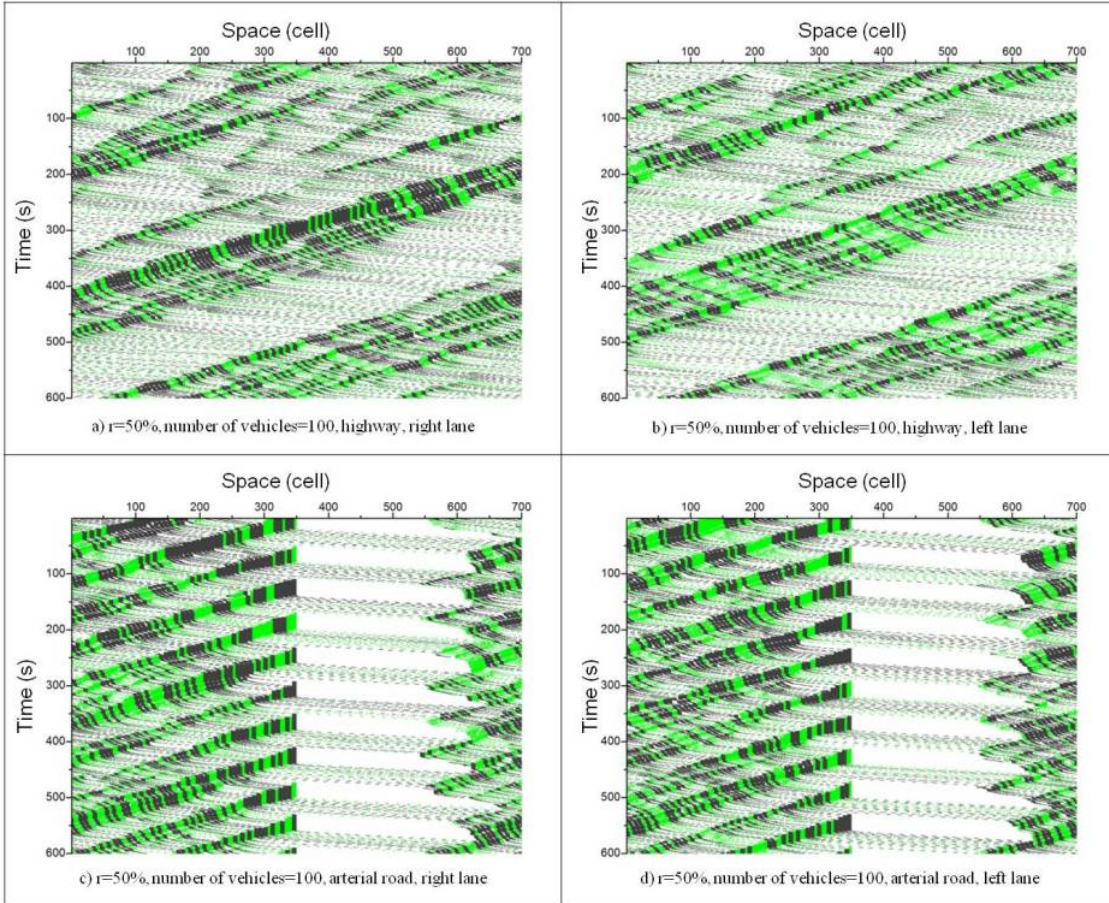 Space (cell)
100 200 300 400 500 600 700
Time (s)
100
200
300
400
500
600
a) r=50%, number of vehicles=100, highway, right lane
Space (cell)
100 200 300 400 500 600 700
Time (s)
100
200
300
400
500
600
b) r=50%, number of vehicles=100, highway, left lane
Space (cell)
100 200 300 400 500 600 700
Time (s)
100
200
300
400
500
600
c) r=50%, number of vehicles=100, arterial road, right lane
Space (cell)
100 200 300 400 500 600 700
Time (s)
100
200
300
400
500
600
d) r=50%, number of vehicles=100, arterial road, left lane